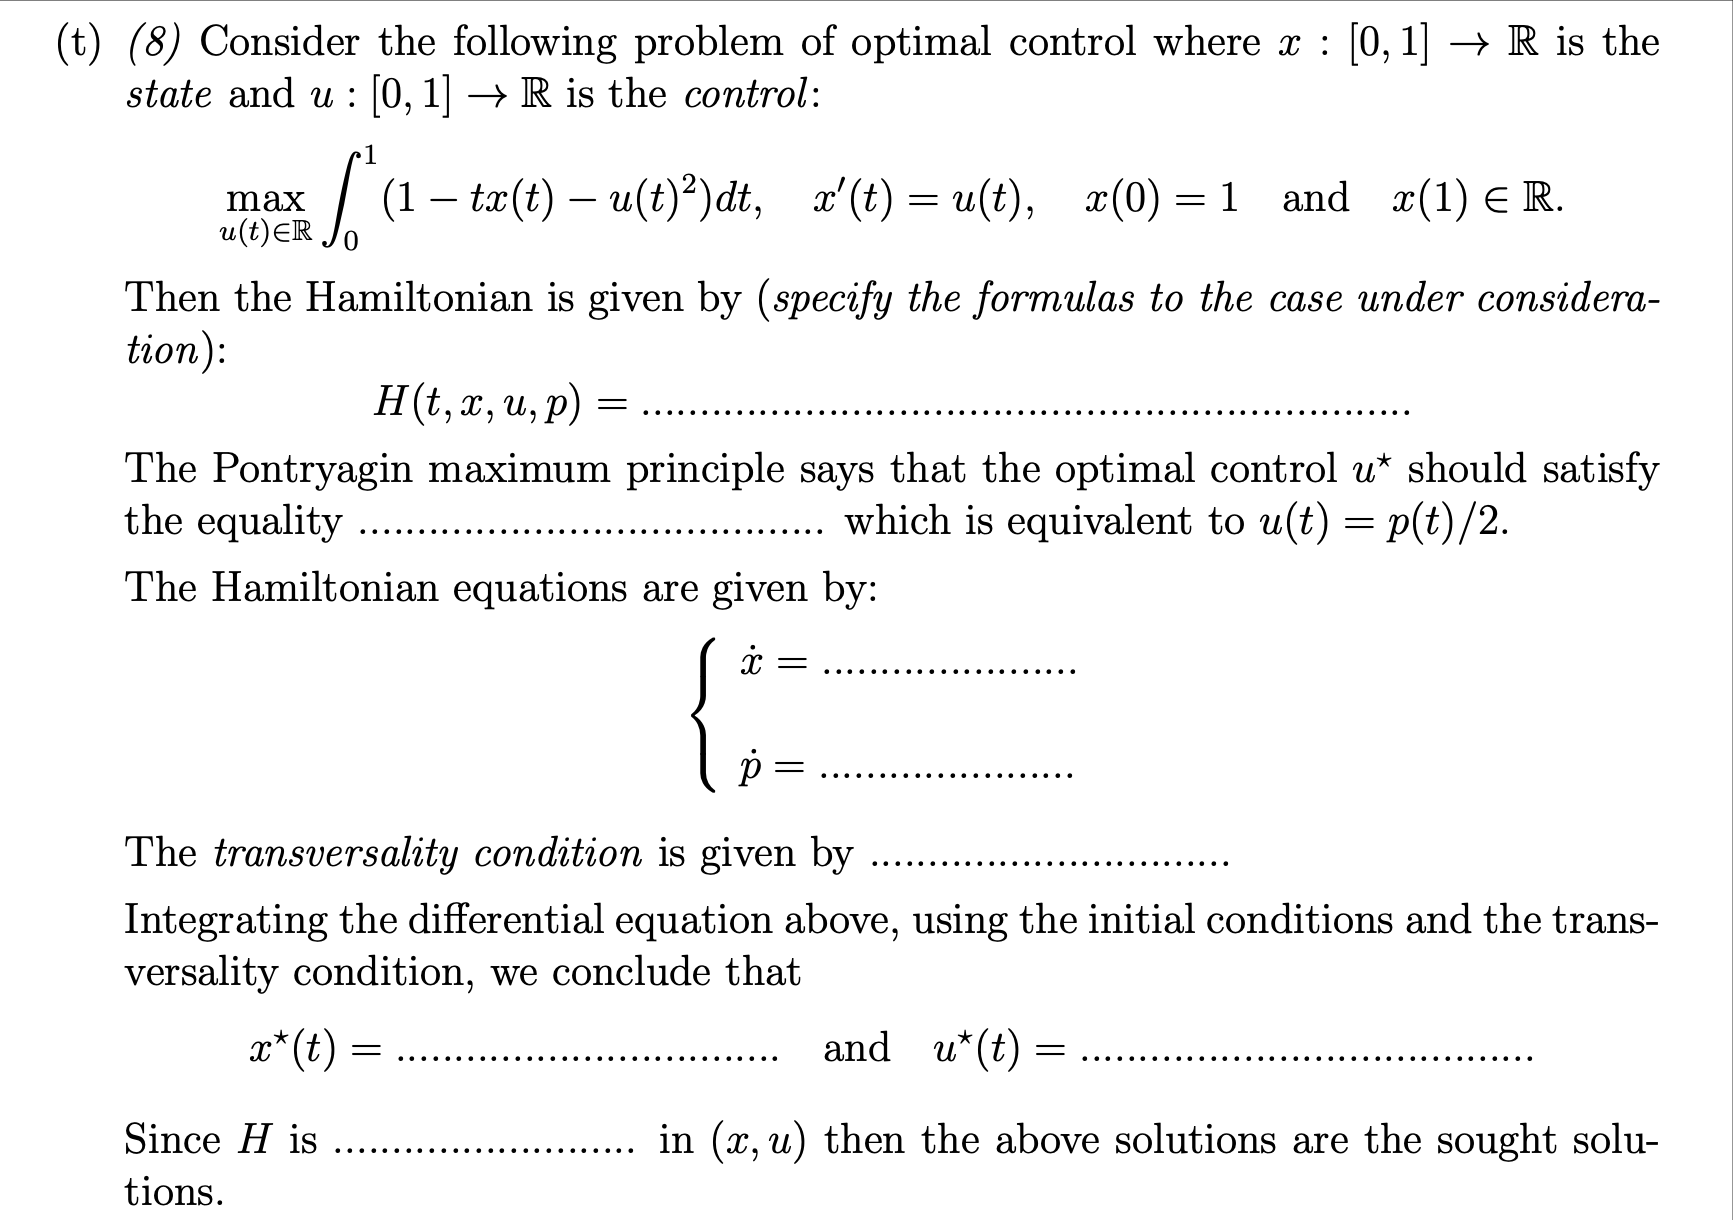 (t) (8) Consider the following problem of optimal control where x : [0, 1] → ℝ is the
state and u : [0, 1] → ℝ is the control:
max_{u(t)∈ℝ} ∫_0^1 (1 − tx(t) − u(t)²)dt, x′(t) = u(t), x(0) = 1 and x(1) ∈ ℝ.
Then the Hamiltonian is given by (specify the formulas to the case under considera-
tion):
H(t, x, u, p) = ................................................................
The Pontryagin maximum principle says that the optimal control u⋆ should satisfy
the equality ....................................... which is equivalent to u(t) = p(t)/2.
The Hamiltonian equations are given by:
ẋ = ......................
ṗ = ......................
The transversality condition is given by ..............................
Integrating the differential equation above, using the initial conditions and the trans-
versality condition, we conclude that
x⋆(t) = ................................ and u⋆(t) = ......................................
Since H is ......................... in (x, u) then the above solutions are the sought solu-
tions.